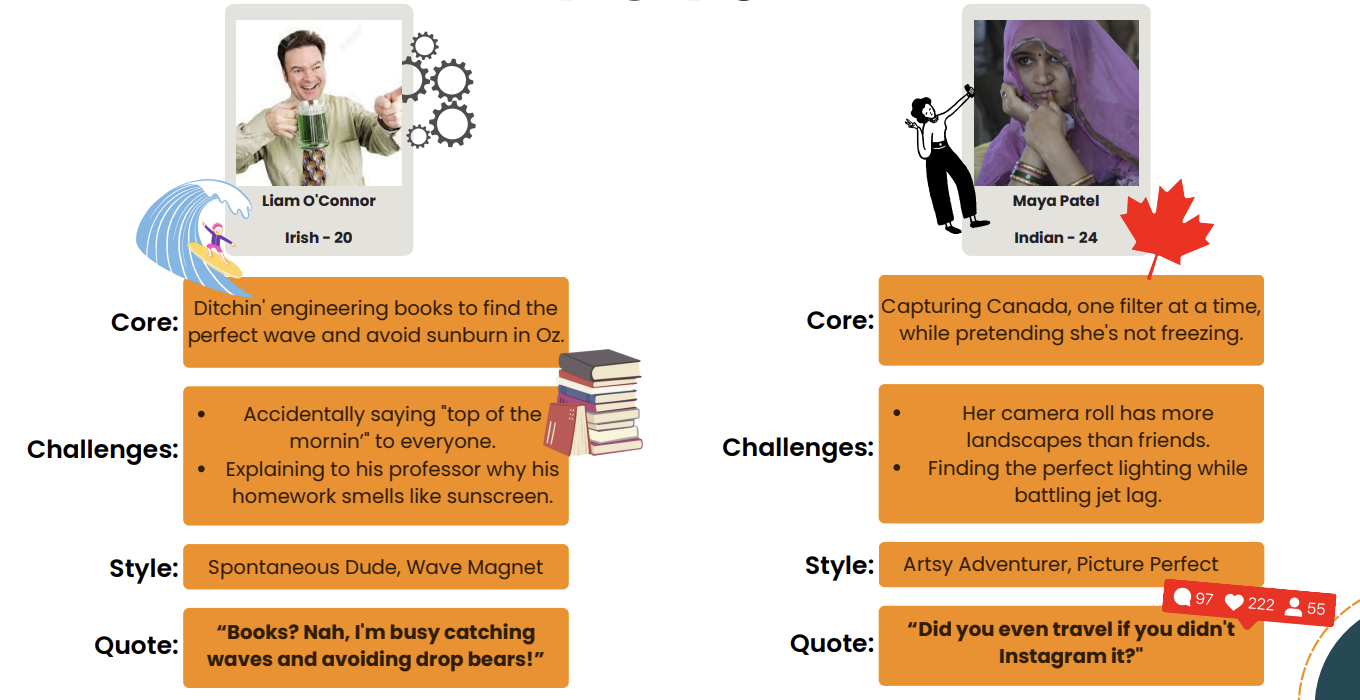 Liam O'Connor
Irish - 20
Core:
Ditchin' engineering books to find the
perfect wave and avoid sunburn in Oz.
Challenges:
• Accidentally saying "top of the
mornin’" to everyone.
• Explaining to his professor why his
homework smells like sunscreen.
Style:
Spontaneous Dude, Wave Magnet
Quote:
“Books? Nah, I'm busy catching
waves and avoiding drop bears!”
Maya Patel
Indian - 24
Core:
Capturing Canada, one filter at a time,
while pretending she's not freezing.
Challenges:
• Her camera roll has more
landscapes than friends.
• Finding the perfect lighting while
battling jet lag.
Style:
Artsy Adventurer, Picture Perfect
97 222 55
Quote:
“Did you even travel if you didn't
Instagram it?"